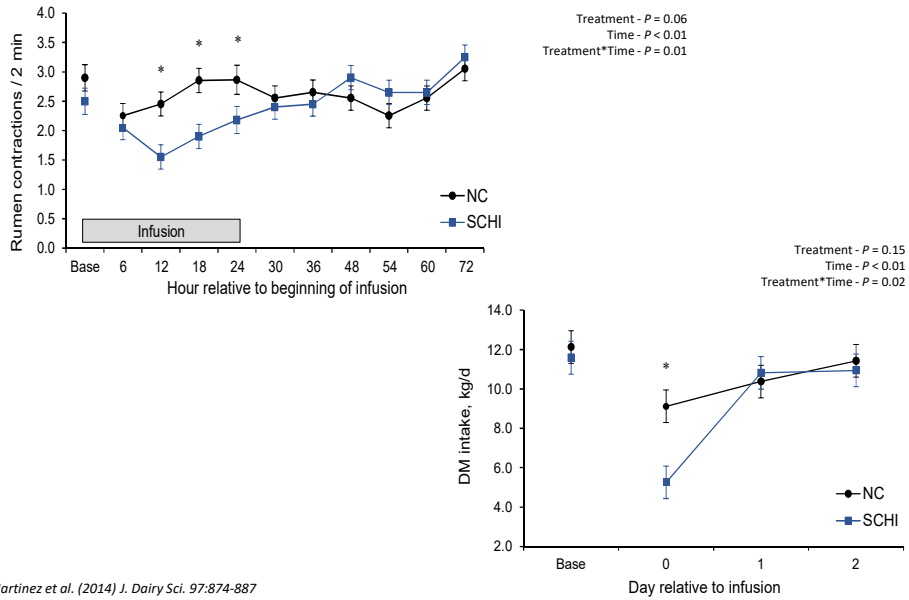 Treatment - P = 0.06
Time - P < 0.01
Treatment*Time - P = 0.01
4.0
3.5
3.0
2.5
2.0
1.5
1.0
0.5
0.0
Rumen contractions / 2 min
* * *
NC
SCHI
Infusion
Base 6 12 18 24 30 36 48 54 60 72
Hour relative to beginning of infusion
Treatment - P = 0.15
Time - P < 0.01
Treatment*Time - P = 0.02
14.0
12.0
10.0
8.0
6.0
4.0
2.0
DM intake, kg/d
*
NC
SCHI
Base 0 1 2
Day relative to infusion
artinez et al. (2014) J. Dairy Sci. 97:874-887